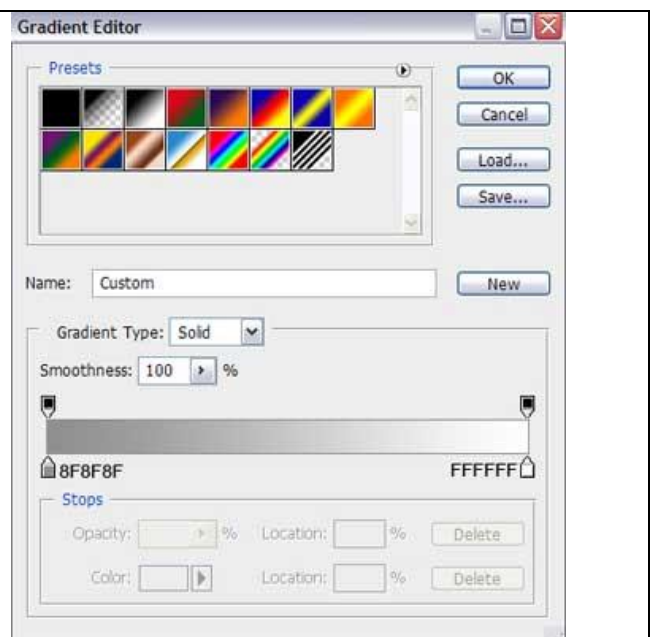 Gradient Editor
Presets
OK
Cancel
Load...
Save...
Name: Custom
New
Gradient Type: Solid
Smoothness: 100 %
8F8F8F FFFFFF
Stops
Opacity: % Location: % Delete
Color: Location: % Delete